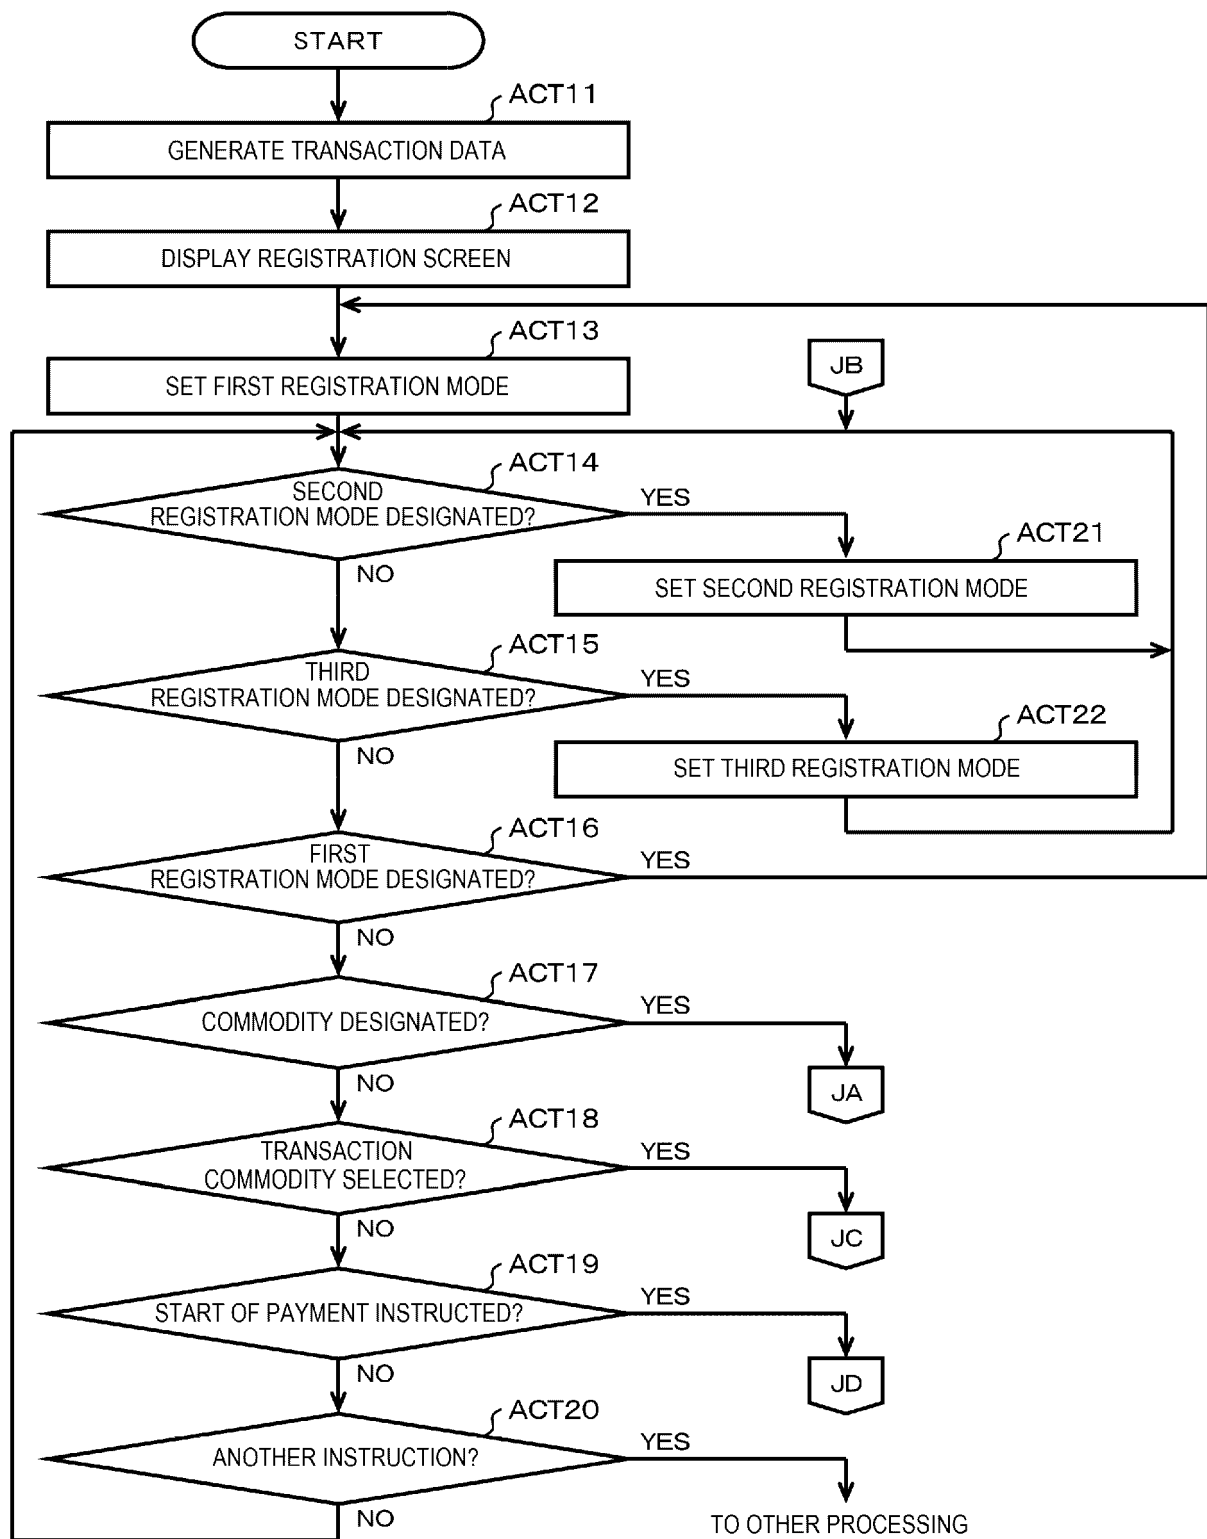 START
ACT11
GENERATE TRANSACTION DATA
ACT12
DISPLAY REGISTRATION SCREEN
ACT13
SET FIRST REGISTRATION MODE
JB
ACT14
SECOND
REGISTRATION MODE DESIGNATED?
YES
NO
ACT21
SET SECOND REGISTRATION MODE
ACT15
THIRD
REGISTRATION MODE DESIGNATED?
YES
NO
ACT22
SET THIRD REGISTRATION MODE
ACT16
FIRST
REGISTRATION MODE DESIGNATED?
YES
NO
ACT17
COMMODITY DESIGNATED?
YES
NO
JA
ACT18
TRANSACTION
COMMODITY SELECTED?
YES
NO
JC
ACT19
START OF PAYMENT INSTRUCTED?
YES
NO
JD
ACT20
ANOTHER INSTRUCTION?
YES
NO
TO OTHER PROCESSING